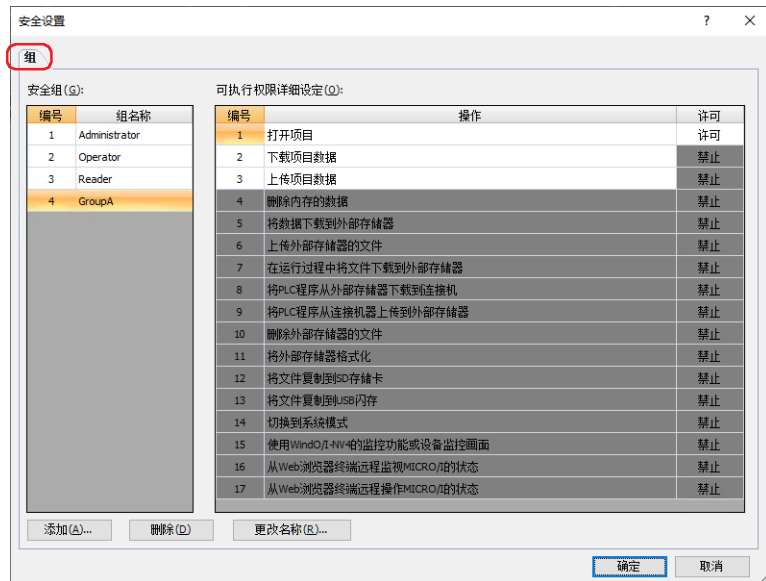 安全设置
?
组
安全组(G):
可执行权限详细设定(O):
编号 组名称
1 Administrator
2 Operator
3 Reader
4 GroupA
编号 操作 许可
1 打开项目 许可
2 下载项目数据 禁止
3 上传项目数据 禁止
4 删除内存的数据 禁止
5 将数据下载到外部存储器 禁止
6 上传外部存储器的文件 禁止
7 在运行过程中将文件下载到外部存储器 禁止
8 将PLC程序从外部存储器下载到连接机 禁止
9 将PLC程序从连接机器上传到外部存储器 禁止
10 删除外部存储器的文件 禁止
11 将外部存储器格式化 禁止
12 将文件复制到SD存储卡 禁止
13 将文件复制到USB闪存 禁止
14 切换到系统模式 禁止
15 使用WindO/I-NV4的监控功能或设备监控画面 禁止
16 从Web浏览器终端远程监视MICRO/I的状态 禁止
17 从Web浏览器终端远程操作MICRO/I的状态 禁止
添加(A)... 删除(D) 更改名称(R)...
确定 取消